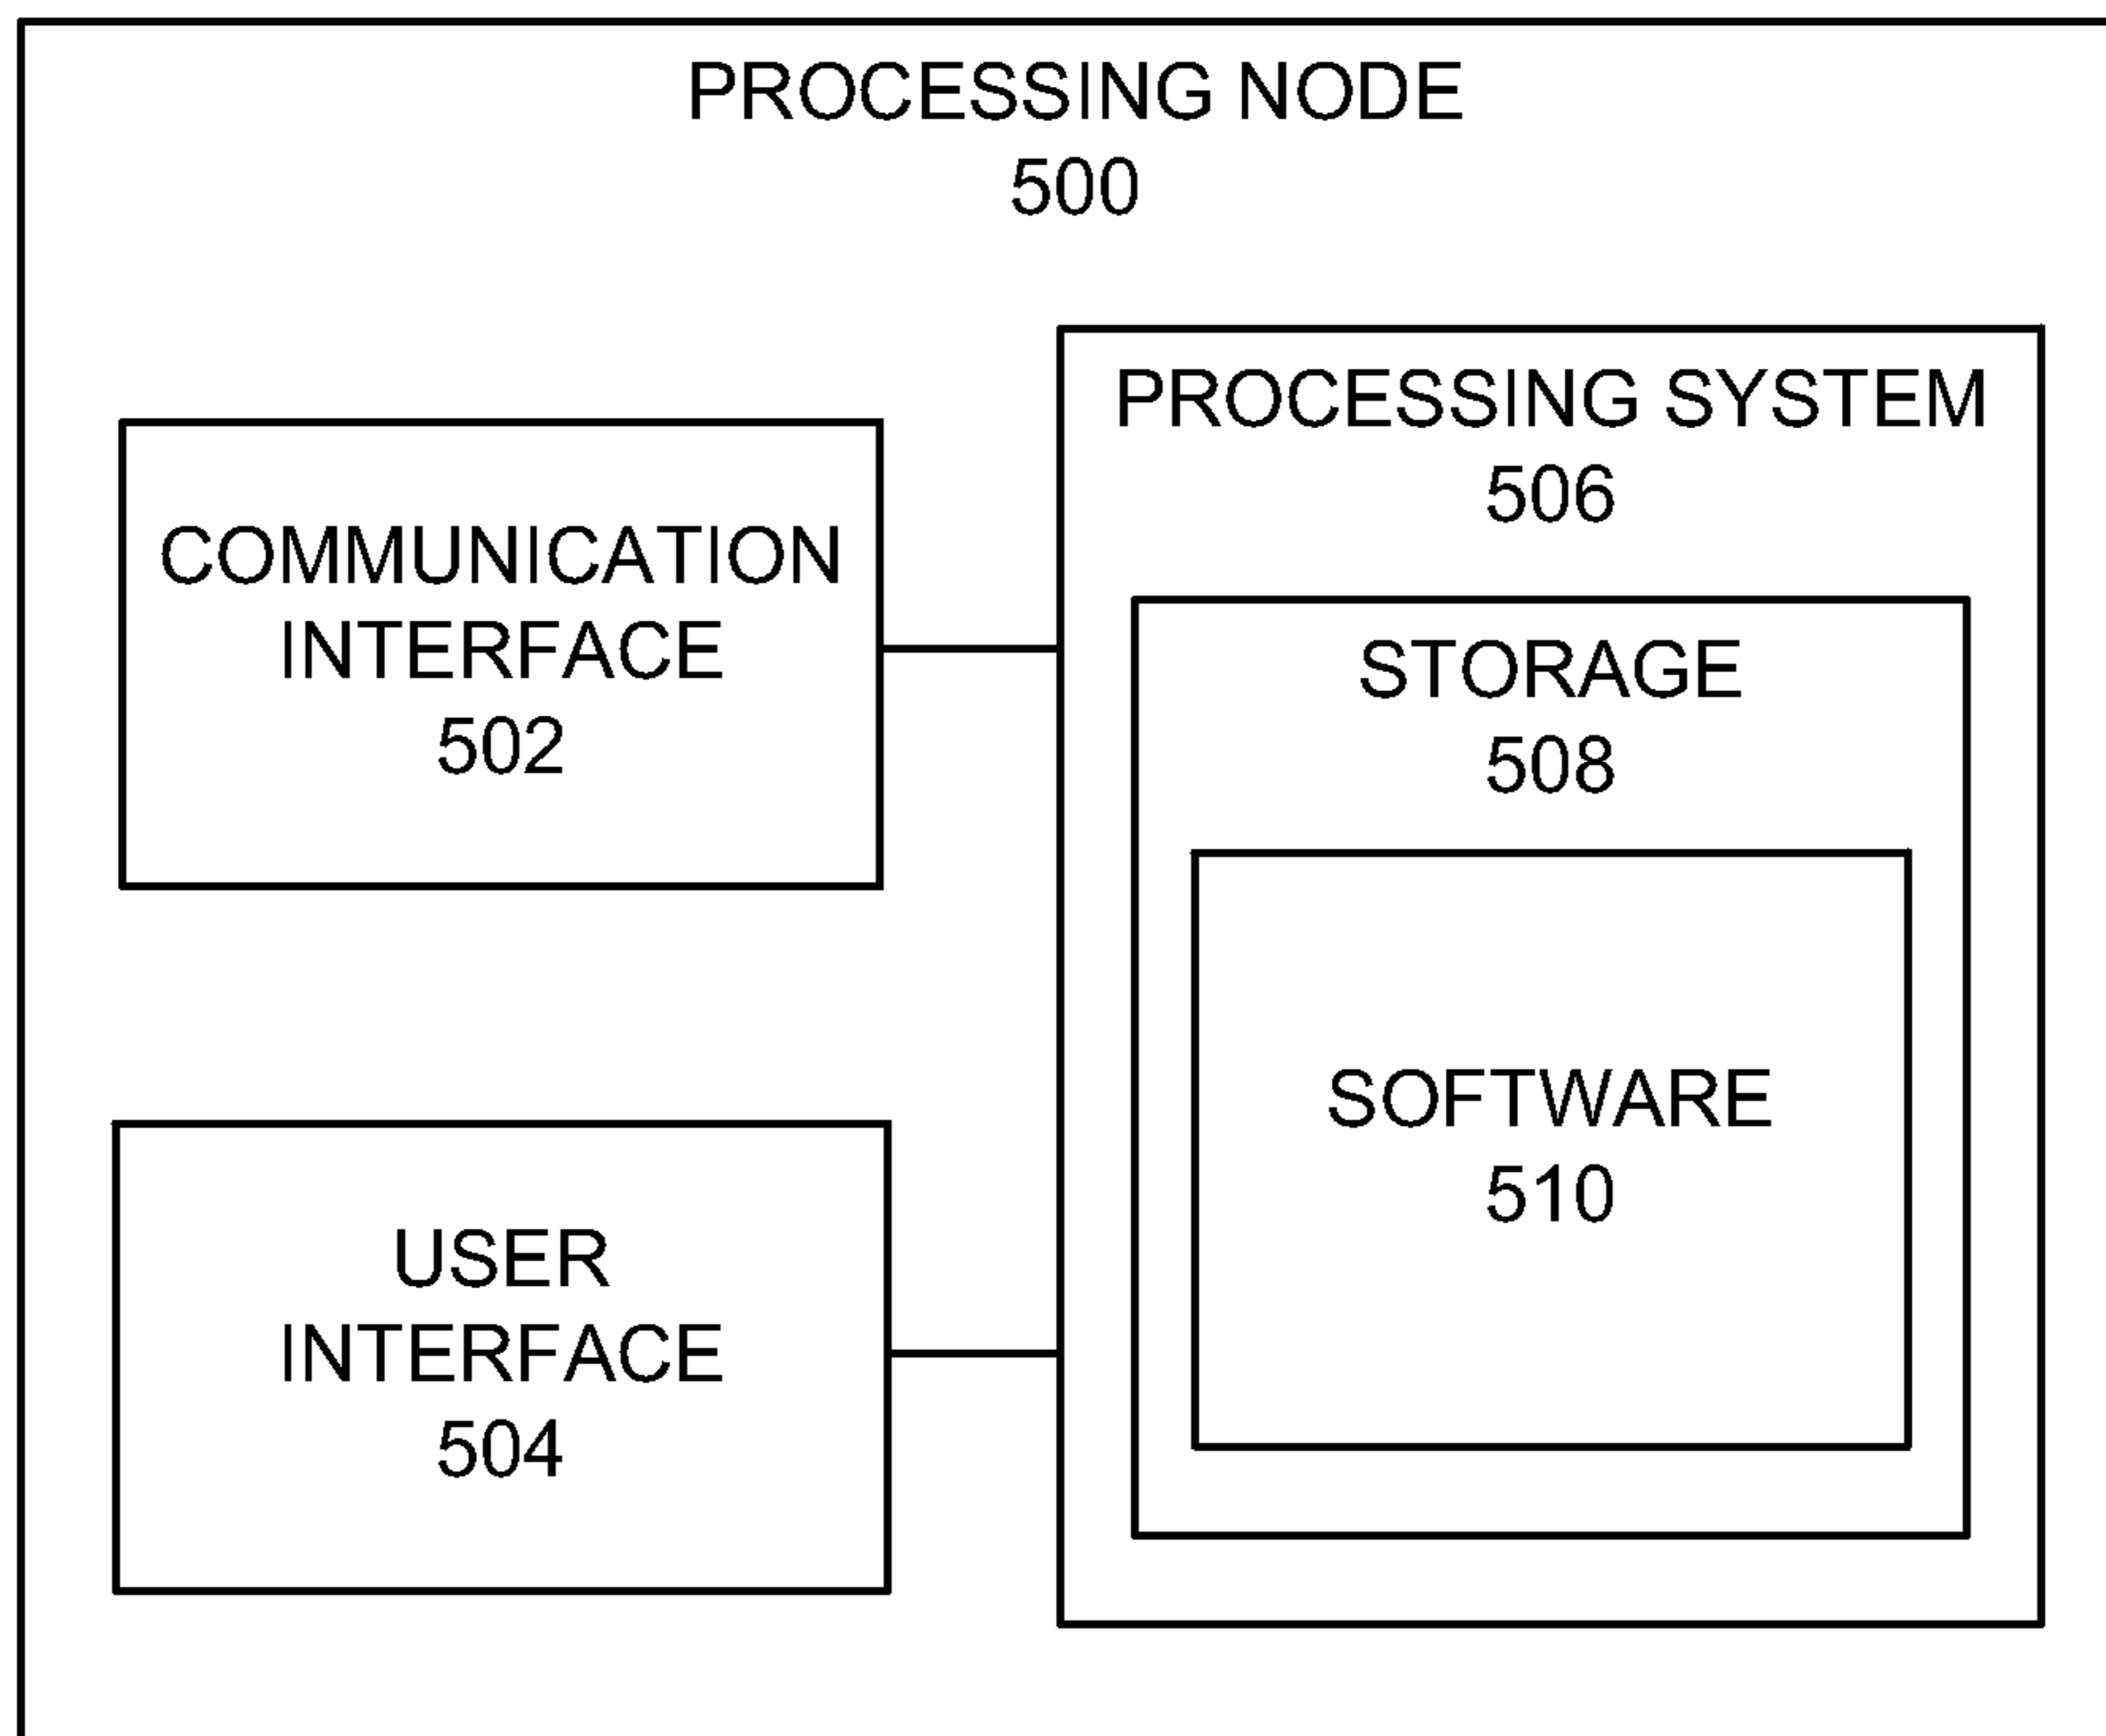 PROCESSING NODE
500
COMMUNICATION
INTERFACE
502
USER
INTERFACE
504
PROCESSING SYSTEM
506
STORAGE
508
SOFTWARE
510